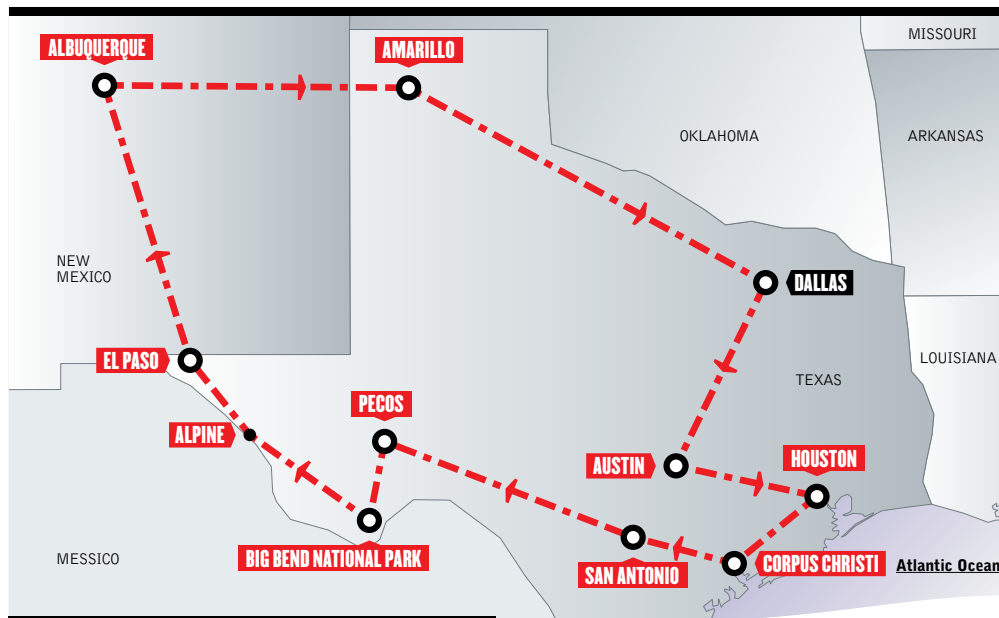 MISSOURI
ALBUQUERQUE
AMARILLO
OKLAHOMA
ARKANSAS
NEW
MEXICO
DALLAS
EL PASO
LOUISIANA
TEXAS
PECOS
ALPINE
AUSTIN
HOUSTON
MESSICO
BIG BEND NATIONAL PARK
SAN ANTONIO
CORPUS CHRISTI
Atlantic Ocean